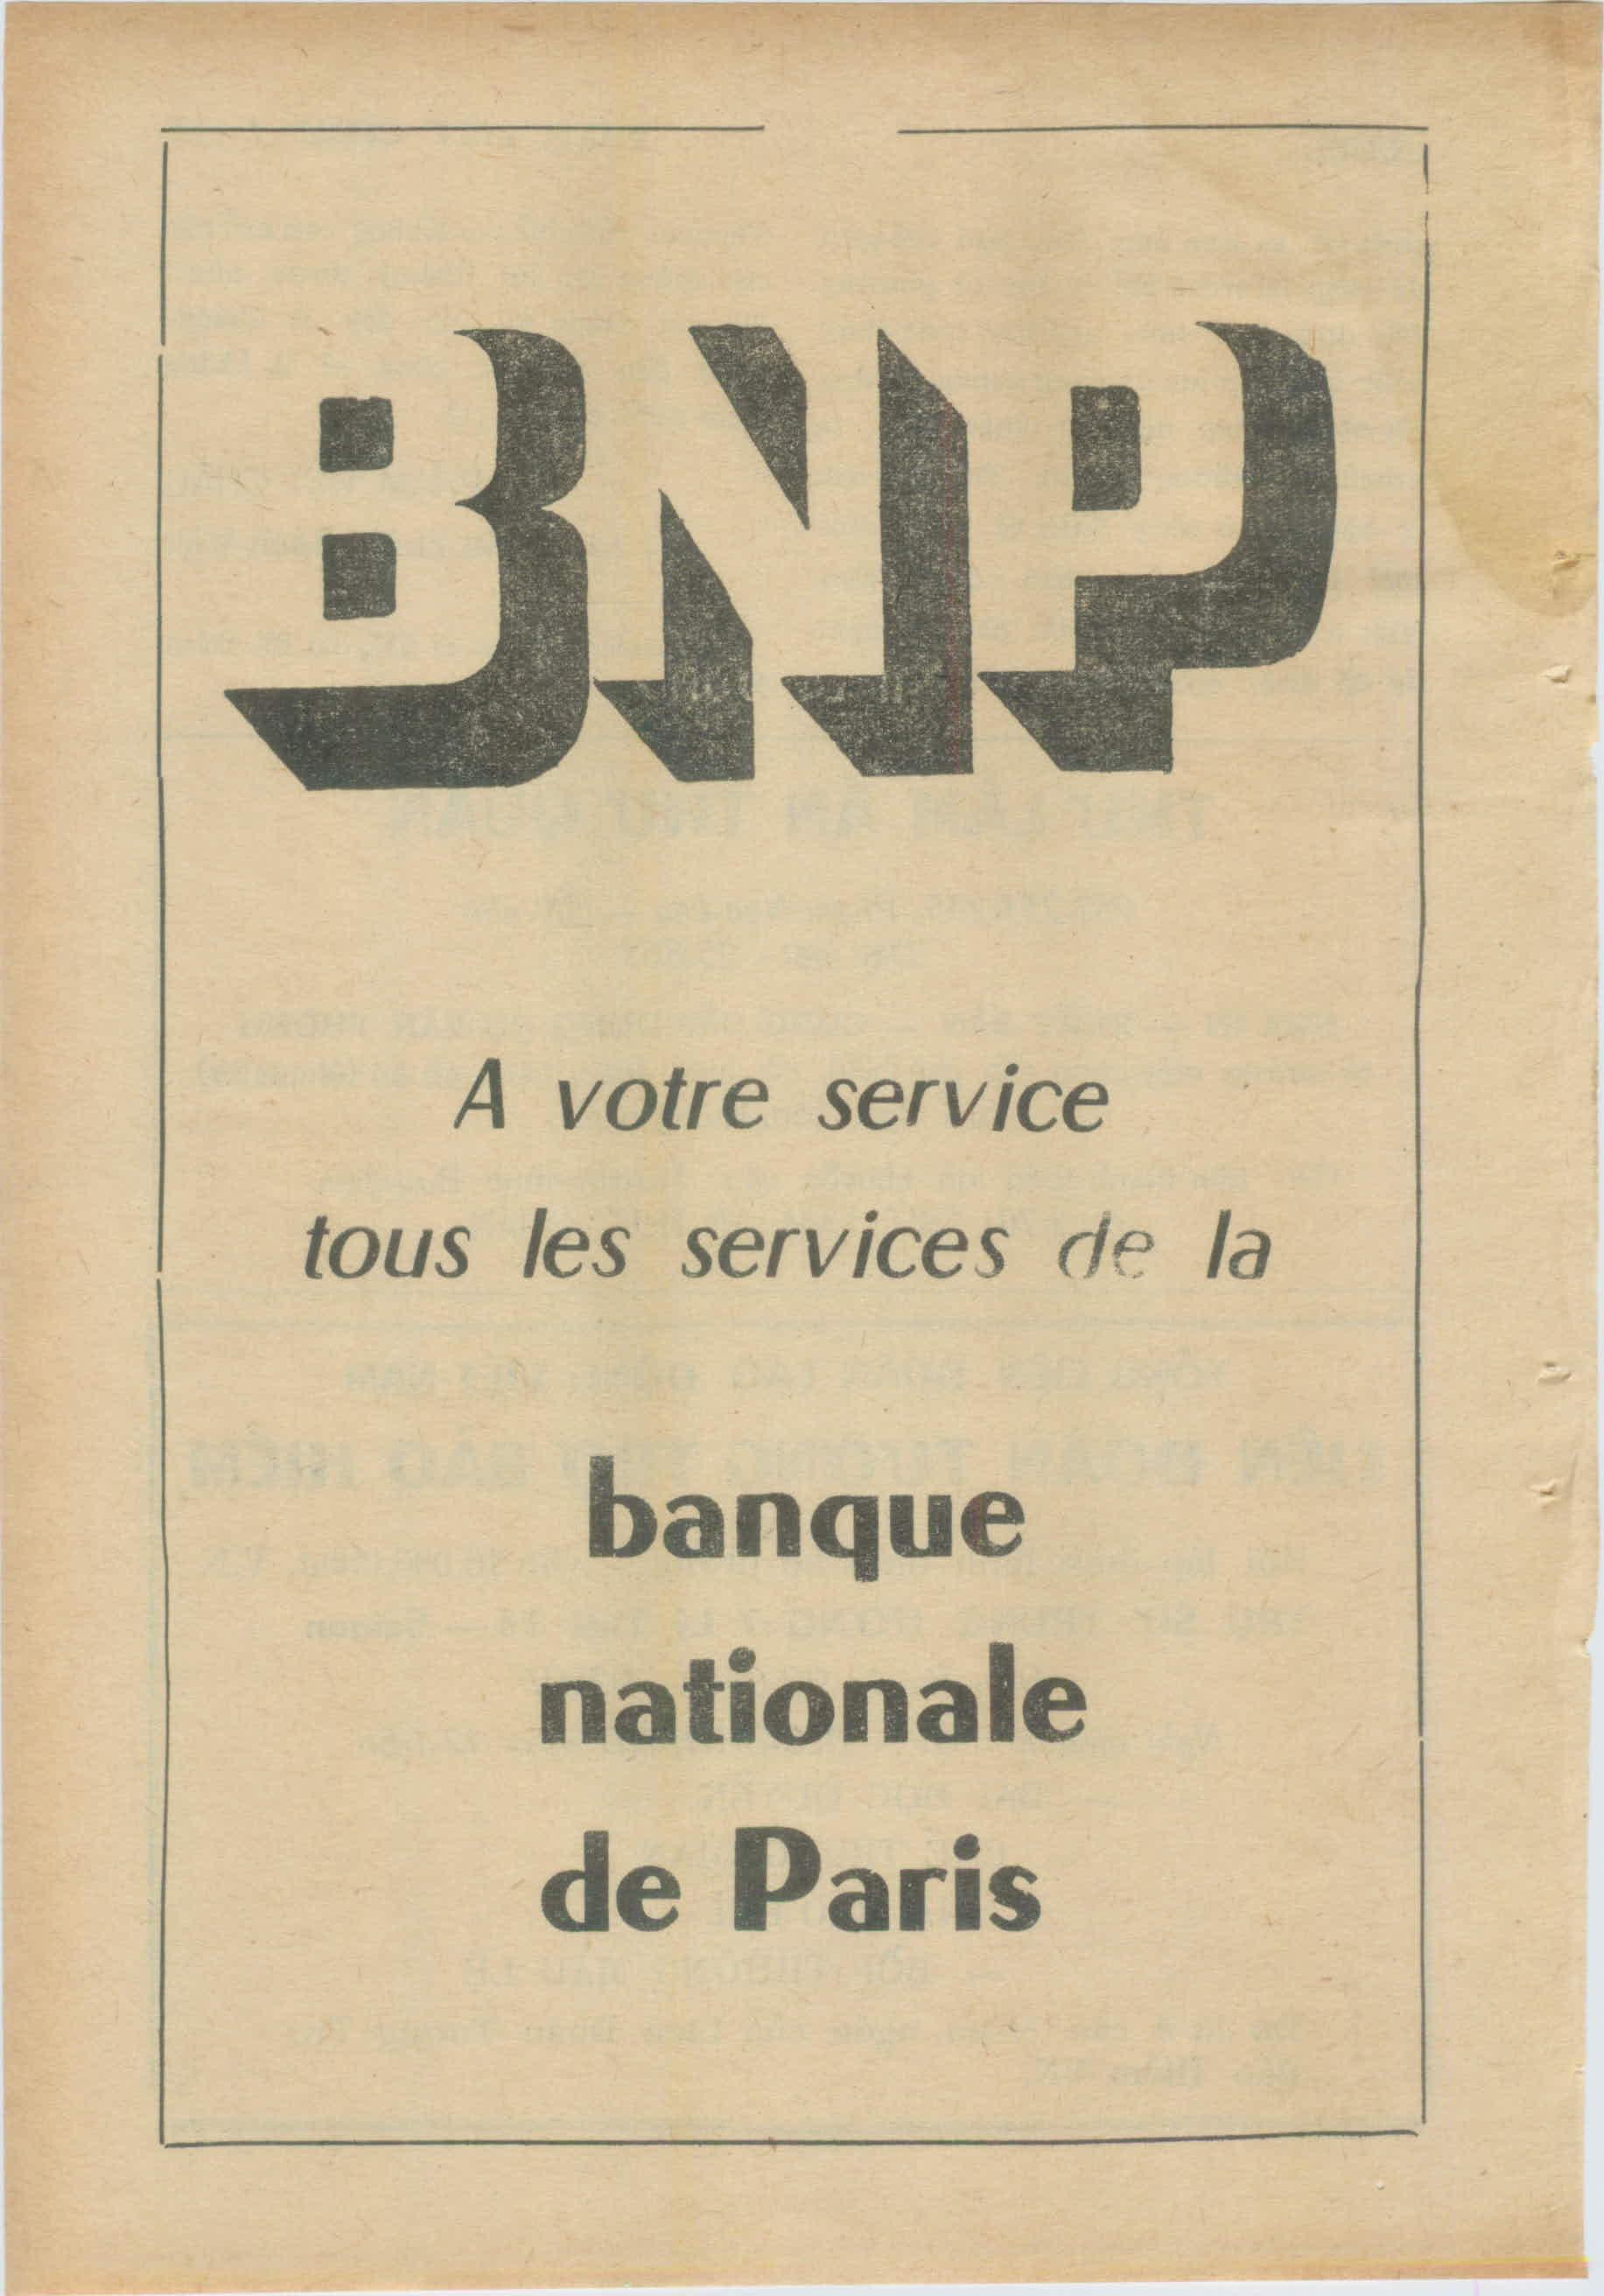 BNP
A votre service
tous les services de la
banque
nationale
de Paris